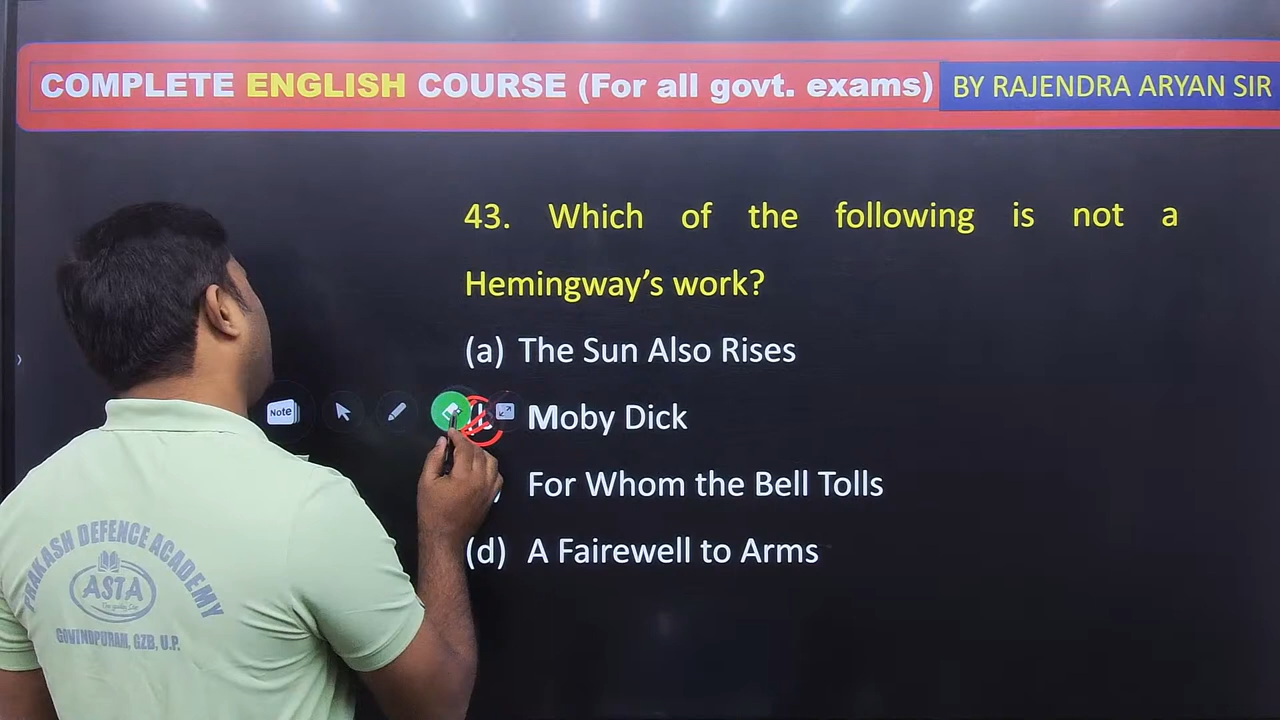 COMPLETE ENGLISH COURSE (For all govt. exams) BY RAJENDRA ARYAN SIR
43. Which of the following is not a
Hemingway’s work?
(a) The Sun Also Rises
Note
Moby Dick
For Whom the Bell Tolls
(d) A Fairewell to Arms
PRAKASH DEFENCE ACADEMY
ASTA
GOVINDPURAM, GZB, U.P.